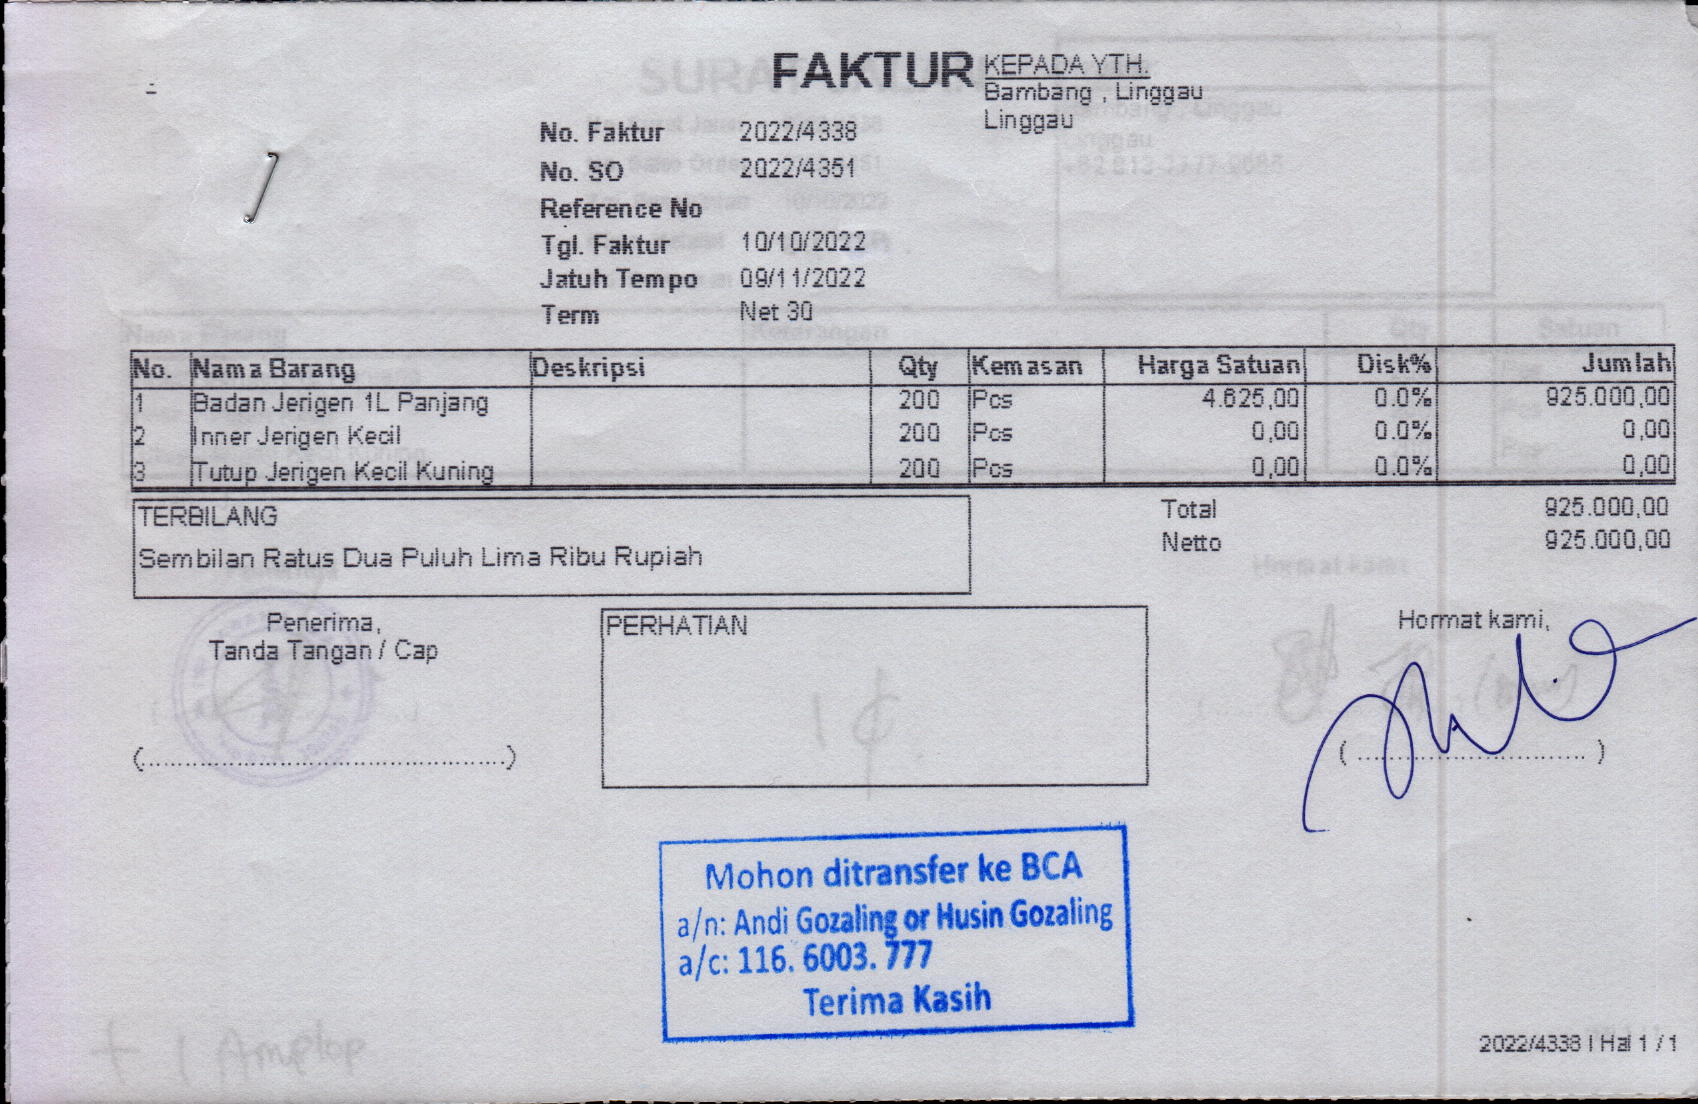 FAKTUR
KEPADA YTH.
Bambang , Linggau
Linggau
No. Faktur 2022/4338
No. SO 2022/4351
Reference No
Tgl. Faktur 10/10/2022
Jatuh Tempo 09/11/2022
Term Net 30
No. Nama Barang Deskripsi Qty Kemasan Harga Satuan Disk% Jumlah
1 Badan Jerigen 1L Panjang 200 Pcs 4.625,00 0.0% 925.000,00
2 Inner Jerigen Kecil 200 Pcs 0,00 0.0% 0,00
3 Tutup Jerigen Kecil Kuning 200 Pcs 0,00 0.0% 0,00
TERBILANG
Sembilan Ratus Dua Puluh Lima Ribu Rupiah
Total 925.000,00
Netto 925.000,00
Penerima,
Tanda Tangan / Cap
(.................................................)
PERHATIAN
Hormat kami,
( ............................... )
Mohon ditransfer ke BCA
a/n: Andi Gozaling or Husin Gozaling
a/c: 116. 6003. 777
Terima Kasih
+ 1 Amplop
2022/4338 | Hal 1 / 1